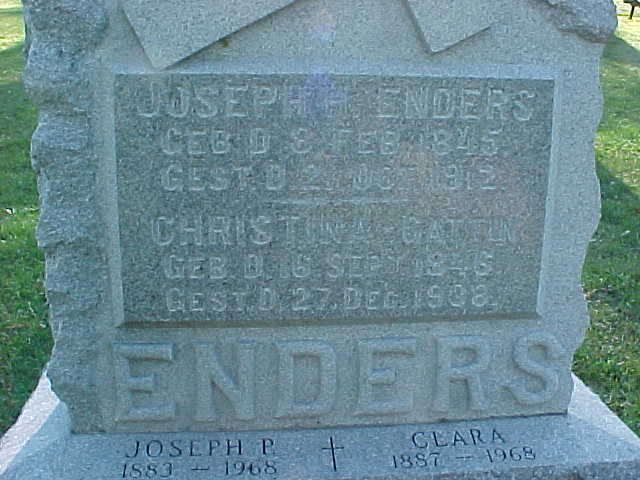 JOSEPH H. ENDERS
GEB D. 8. FEB. 1845.
GEST. D. 2. OCT. 1912.
CHRISTINA GATTIN
GEB D. 16 SEPT. 1846
GEST. D. 27. DEC. 1908.
ENDERS
JOSEPH P. † CLARA
1883 – 1968 1887 – 1968